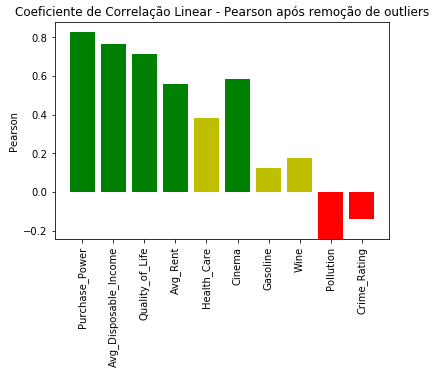 Coeficiente de Correlação Linear - Pearson após remoção de outliers
Pearson
0.8
0.6
0.4
0.2
0.0
−0.2
Purchase_Power
Avg_Disposable_Income
Quality_of_Life
Avg_Rent
Health_Care
Cinema
Gasoline
Wine
Pollution
Crime_Rating